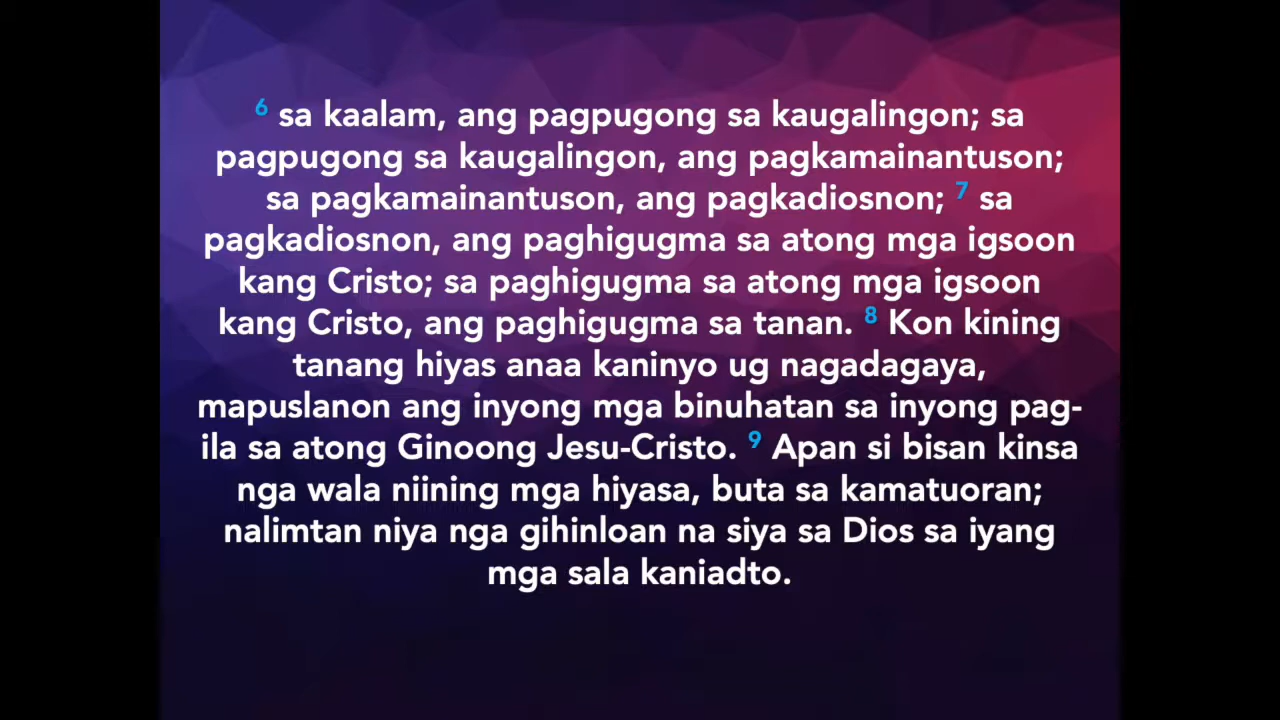 6 sa kaalam, ang pagpugong sa kaugalingon; sa
pagpugong sa kaugalingon, ang pagkamainantuson;
sa pagkamainantuson, ang pagkadiosnon; 7 sa
pagkadiosnon, ang paghigugma sa atong mga igsoon
kang Cristo; sa paghigugma sa atong mga igsoon
kang Cristo, ang paghigugma sa tanan. 8 Kon kining
tanang hiyas anaa kaninyo ug nagadagaya,
mapuslanon ang inyong mga binuhatan sa inyong pag-
ila sa atong Ginoong Jesu-Cristo. 9 Apan si bisan kinsa
nga wala niining mga hiyasa, buta sa kamatuoran;
nalimtan niya nga gihinloan na siya sa Dios sa iyang
mga sala kaniadto.